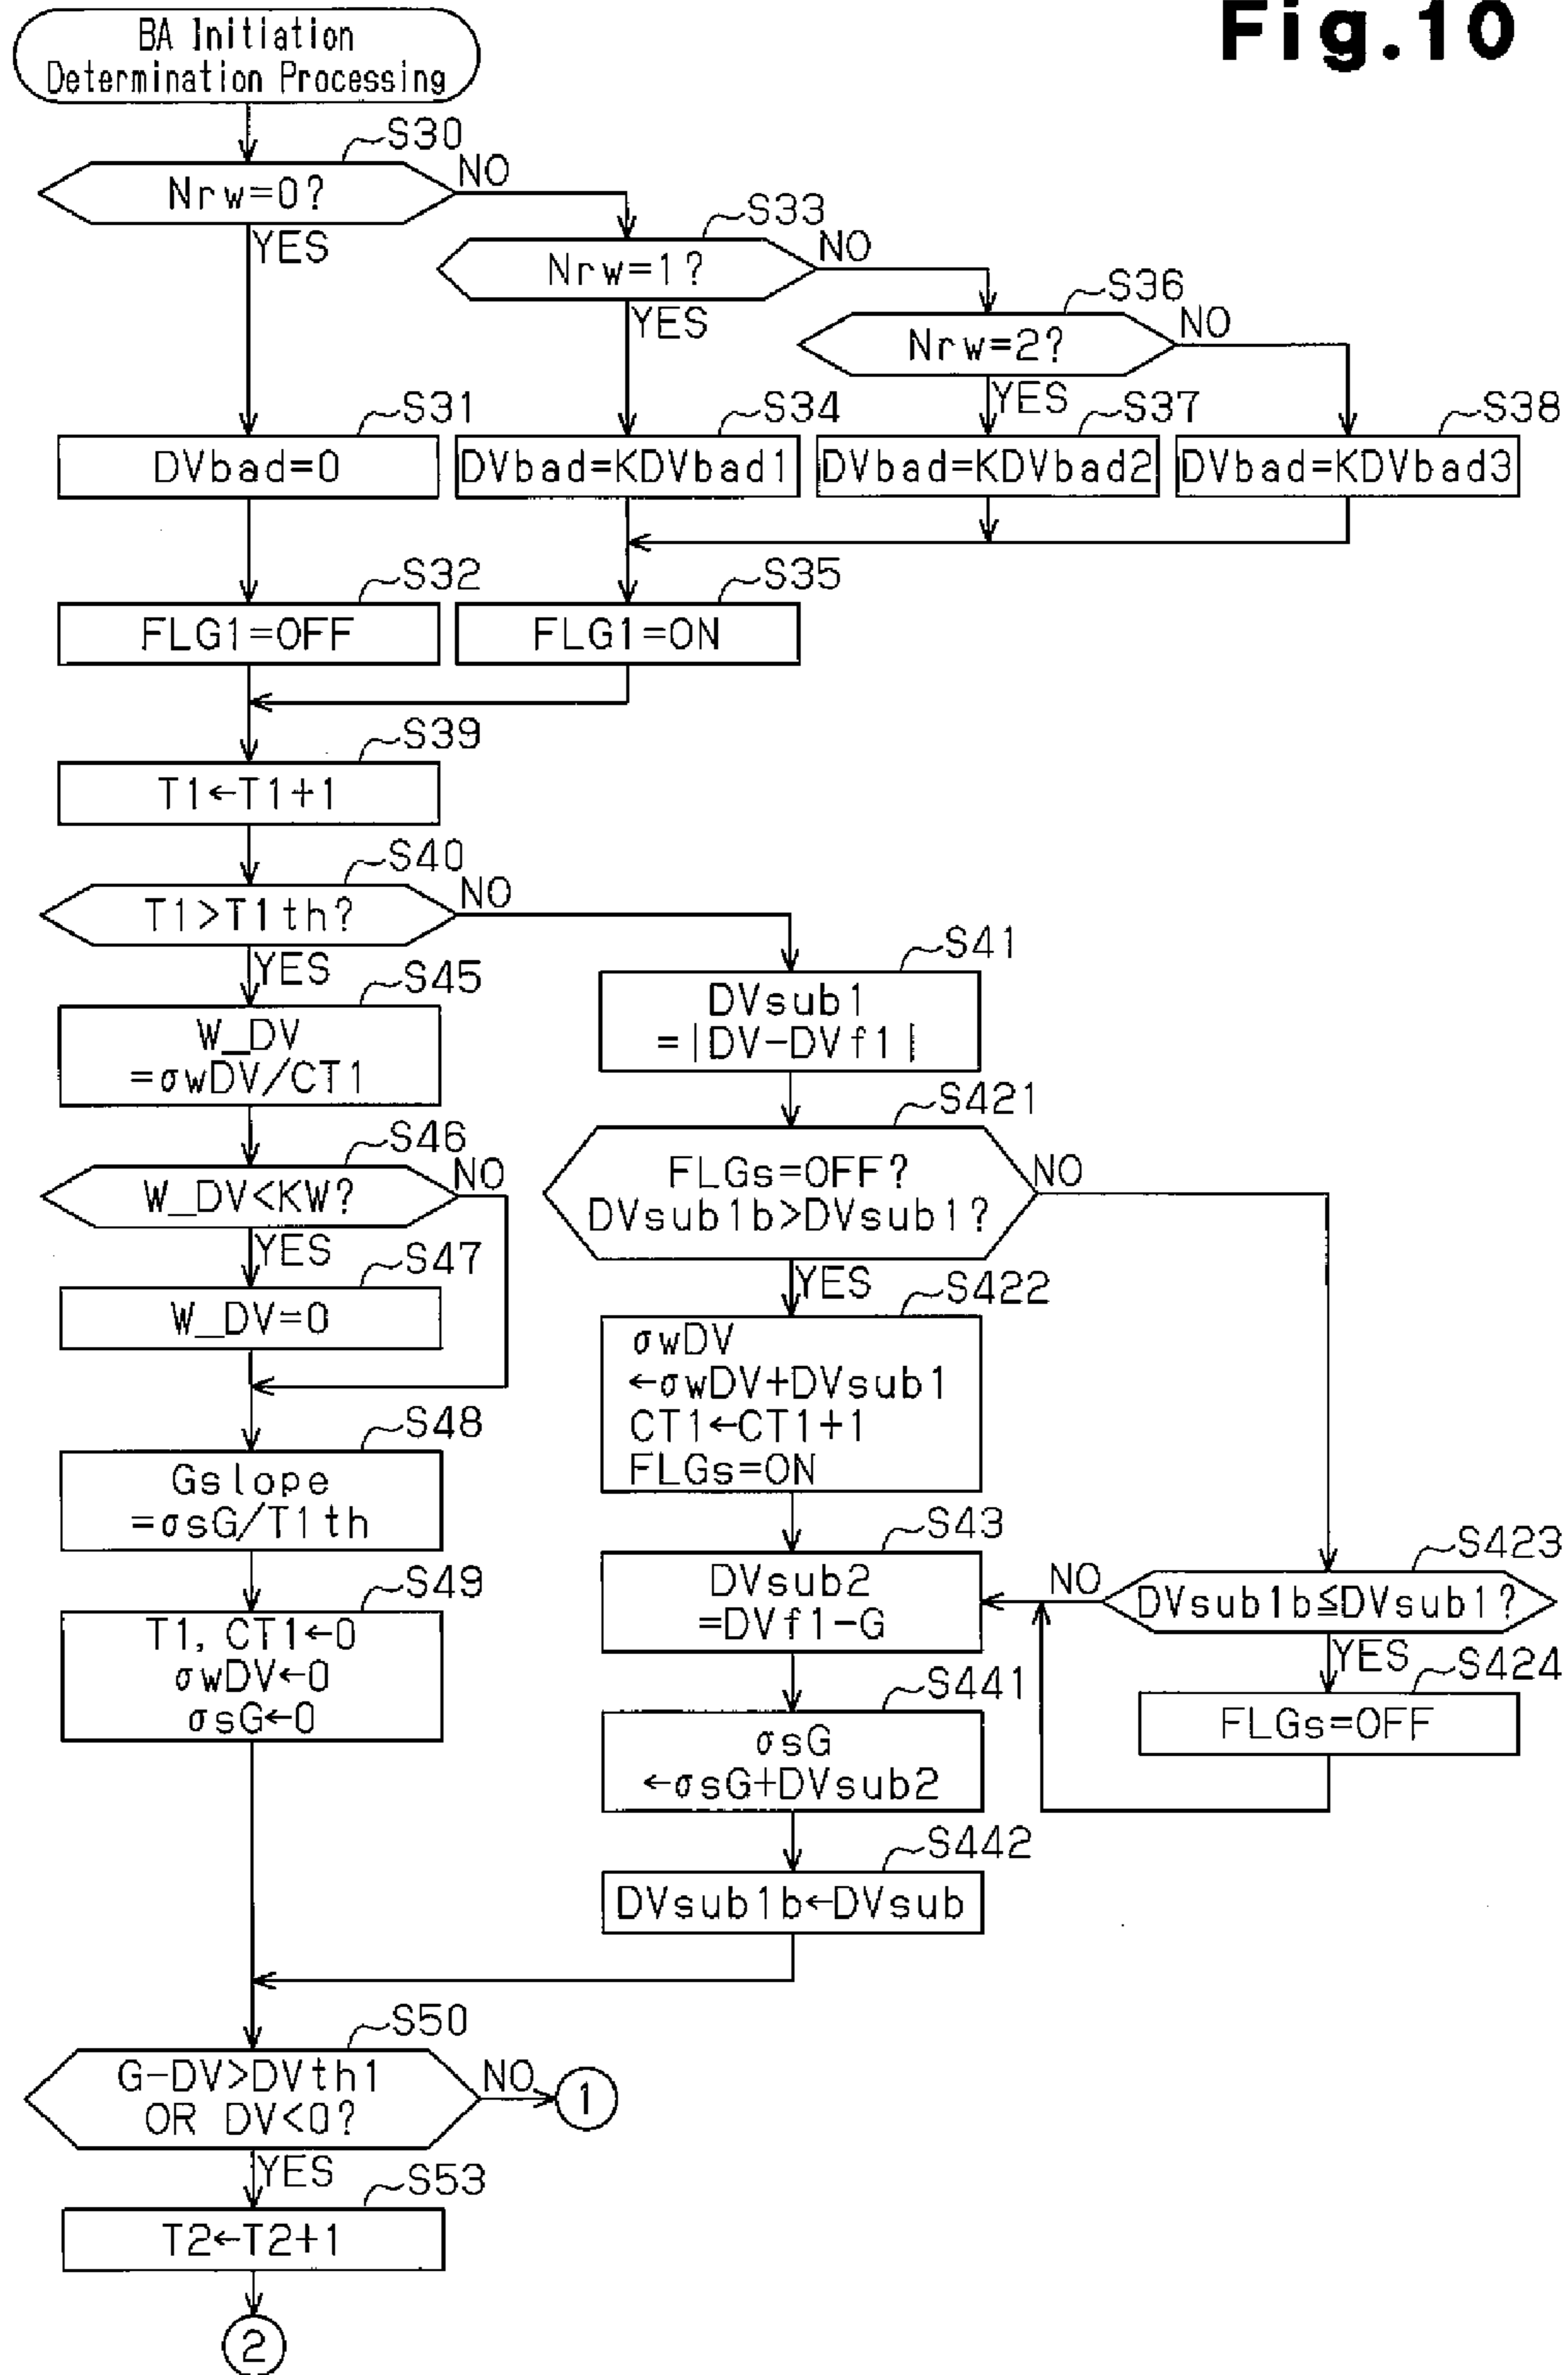 Fig.10
BA Initiation
Determination Processing
S30
Nrw=0?
NO
YES
S33
Nrw=1?
NO
YES
S36
Nrw=2?
NO
YES
S31
DVbad=0
S34
DVbad=KDVbad1
S37
DVbad=KDVbad2
S38
DVbad=KDVbad3
S32
FLG1=OFF
S35
FLG1=ON
S39
T1←T1+1
S40
T1>T1th?
NO
YES
S45
W_DV
=σwDV/CT1
S46
W_DV<KW?
NO
YES
S47
W_DV=0
S48
Gslope
=σsG/T1th
S49
T1, CT1←0
σwDV←0
σsG←0
S41
DVsub1
=|DV-DVf1|
S421
FLGs=OFF?
DVsub1b>DVsub1?
NO
YES
S422
σwDV
←σwDV+DVsub1
CT1←CT1+1
FLGs=ON
S43
DVsub2
=DVf1-G
S423
DVsub1b≦DVsub1?
NO
YES
S424
FLGs=OFF
S441
σsG
←σsG+DVsub2
S442
DVsub1b←DVsub
S50
G-DV>DVth1
OR DV<0?
NO
1
YES
S53
T2←T2+1
2